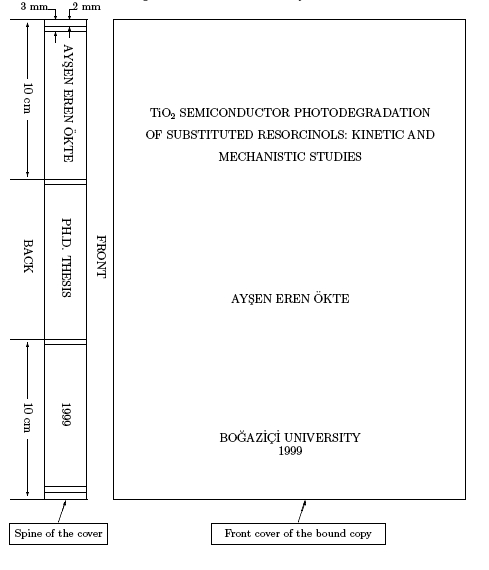 3 mm
2 mm
10 cm
AYŞEN EREN ÖKTE
BACK
PH.D. THESIS
FRONT
10 cm
1999
TiO₂ SEMICONDUCTOR PHOTODEGRADATION
OF SUBSTITUTED RESORCINOLS: KINETIC AND
MECHANISTIC STUDIES
AYŞEN EREN ÖKTE
BOĞAZİÇİ UNIVERSITY
1999
Spine of the cover
Front cover of the bound copy